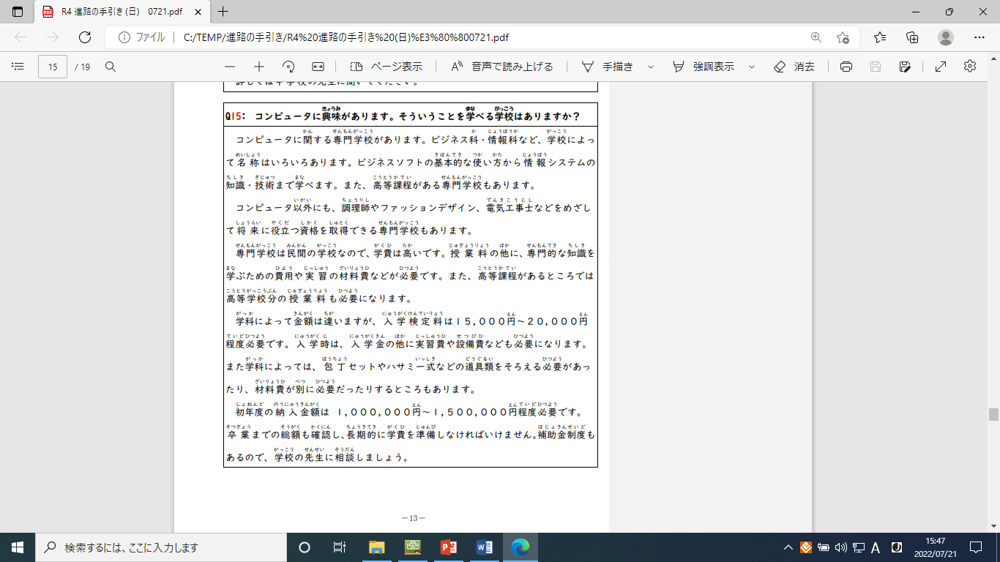 R4 進路の手引き (日)　0721.pdf
ファイル C:/TEMP/進路の手引き/R4%20進路の手引き%20(日)%E3%80%800721.pdf
15 / 19 ページ表示 音声で読み上げる 手描き 強調表示 消去
Q15： コンピュータに興味があります。そういうことを学べる学校はありますか？
コンピュータに関する専門学校があります。ビジネス科・情報科など、学校によっ
て名称はいろいろあります。ビジネスソフトの基本的な使い方から情報システムの
知識・技術まで学べます。また、高等課程がある専門学校もあります。
コンピュータ以外にも、調理師やファッションデザイン、電気工事士などをめざし
て将来に役立つ資格を取得できる専門学校もあります。
専門学校は民間の学校なので、学費は高いです。授業料の他に、専門的な知識を
学ぶための費用や実習の材料費などが必要です。また、高等課程があるところでは
高等学校分の授業料も必要になります。
学科によって金額は違いますが、入学検定料は１５，０００円～２０，０００円
程度必要です。入学時は、入学金の他に実習費や設備費なども必要になります。
また学科によっては、包丁セットやハサミ一式などの道具類をそろえる必要があっ
たり、材料費が別に必要だったりするところもあります。
初年度の納入金額は １，０００，０００円～１，５００，０００円程度必要です。
卒業までの総額も確認し、長期的に学費を準備しなければいけません。補助金制度も
あるので、学校の先生に相談しましょう。
－13－
検索するには、ここに入力します
A
15:47
2022/07/21